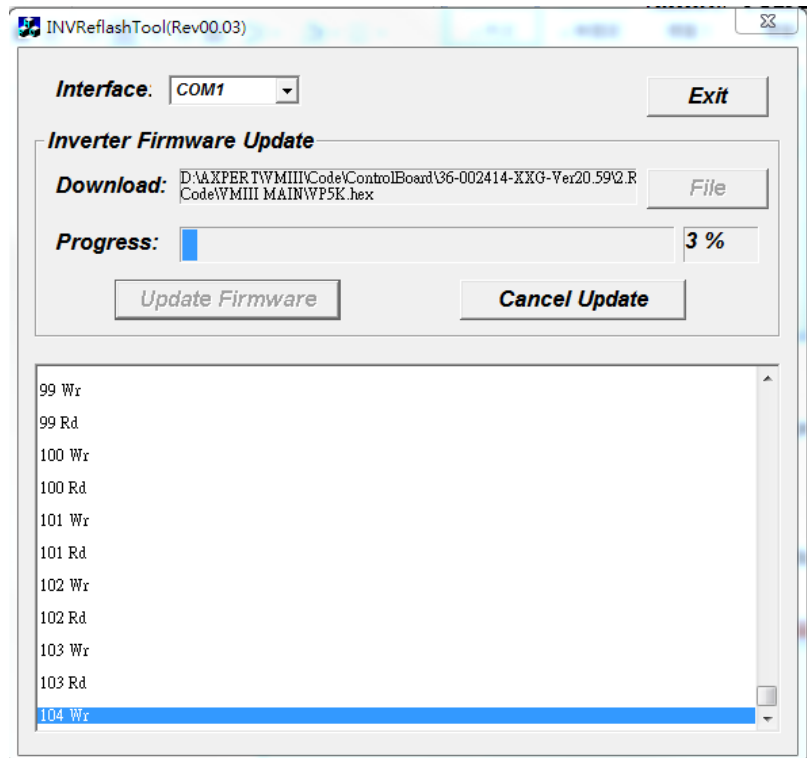 INVReflashTool(Rev00.03)
Interface: COM1
Exit
Inverter Firmware Update
Download: D:\AXPERT\VMIII\Code\ControlBoard\36-002414-XXG-Ver20.59\2.R
Code\VMIII MAIN\VP5K.hex
File
Progress: 3 %
Update Firmware Cancel Update
99 Wr
99 Rd
100 Wr
100 Rd
101 Wr
101 Rd
102 Wr
102 Rd
103 Wr
103 Rd
104 Wr